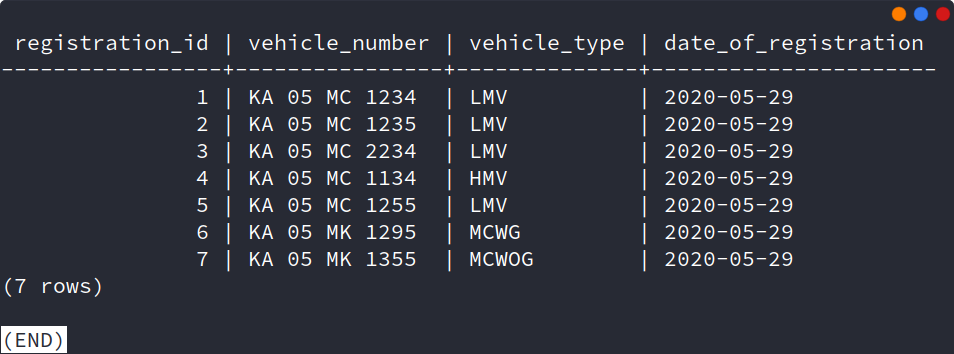 registration_id | vehicle_number | vehicle_type | date_of_registration
-----------------+----------------+--------------+----------------------
               1 | KA 05 MC 1234  | LMV          | 2020-05-29
               2 | KA 05 MC 1235  | LMV          | 2020-05-29
               3 | KA 05 MC 2234  | LMV          | 2020-05-29
               4 | KA 05 MC 1134  | HMV          | 2020-05-29
               5 | KA 05 MC 1255  | LMV          | 2020-05-29
               6 | KA 05 MK 1295  | MCWG         | 2020-05-29
               7 | KA 05 MK 1355  | MCWOG        | 2020-05-29
(7 rows)

(END)